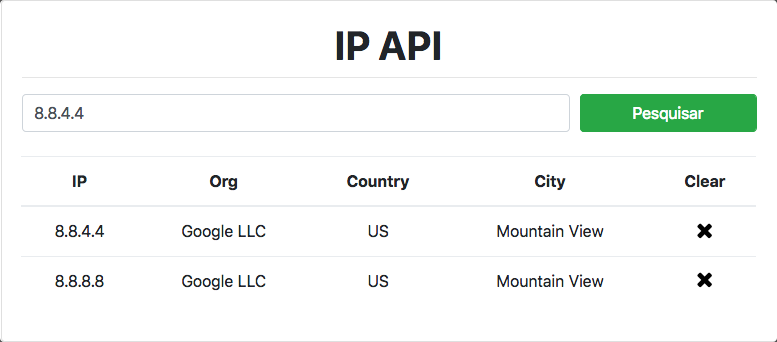 IP API
8.8.4.4 Pesquisar
IP Org Country City Clear
8.8.4.4 Google LLC US Mountain View
8.8.8.8 Google LLC US Mountain View